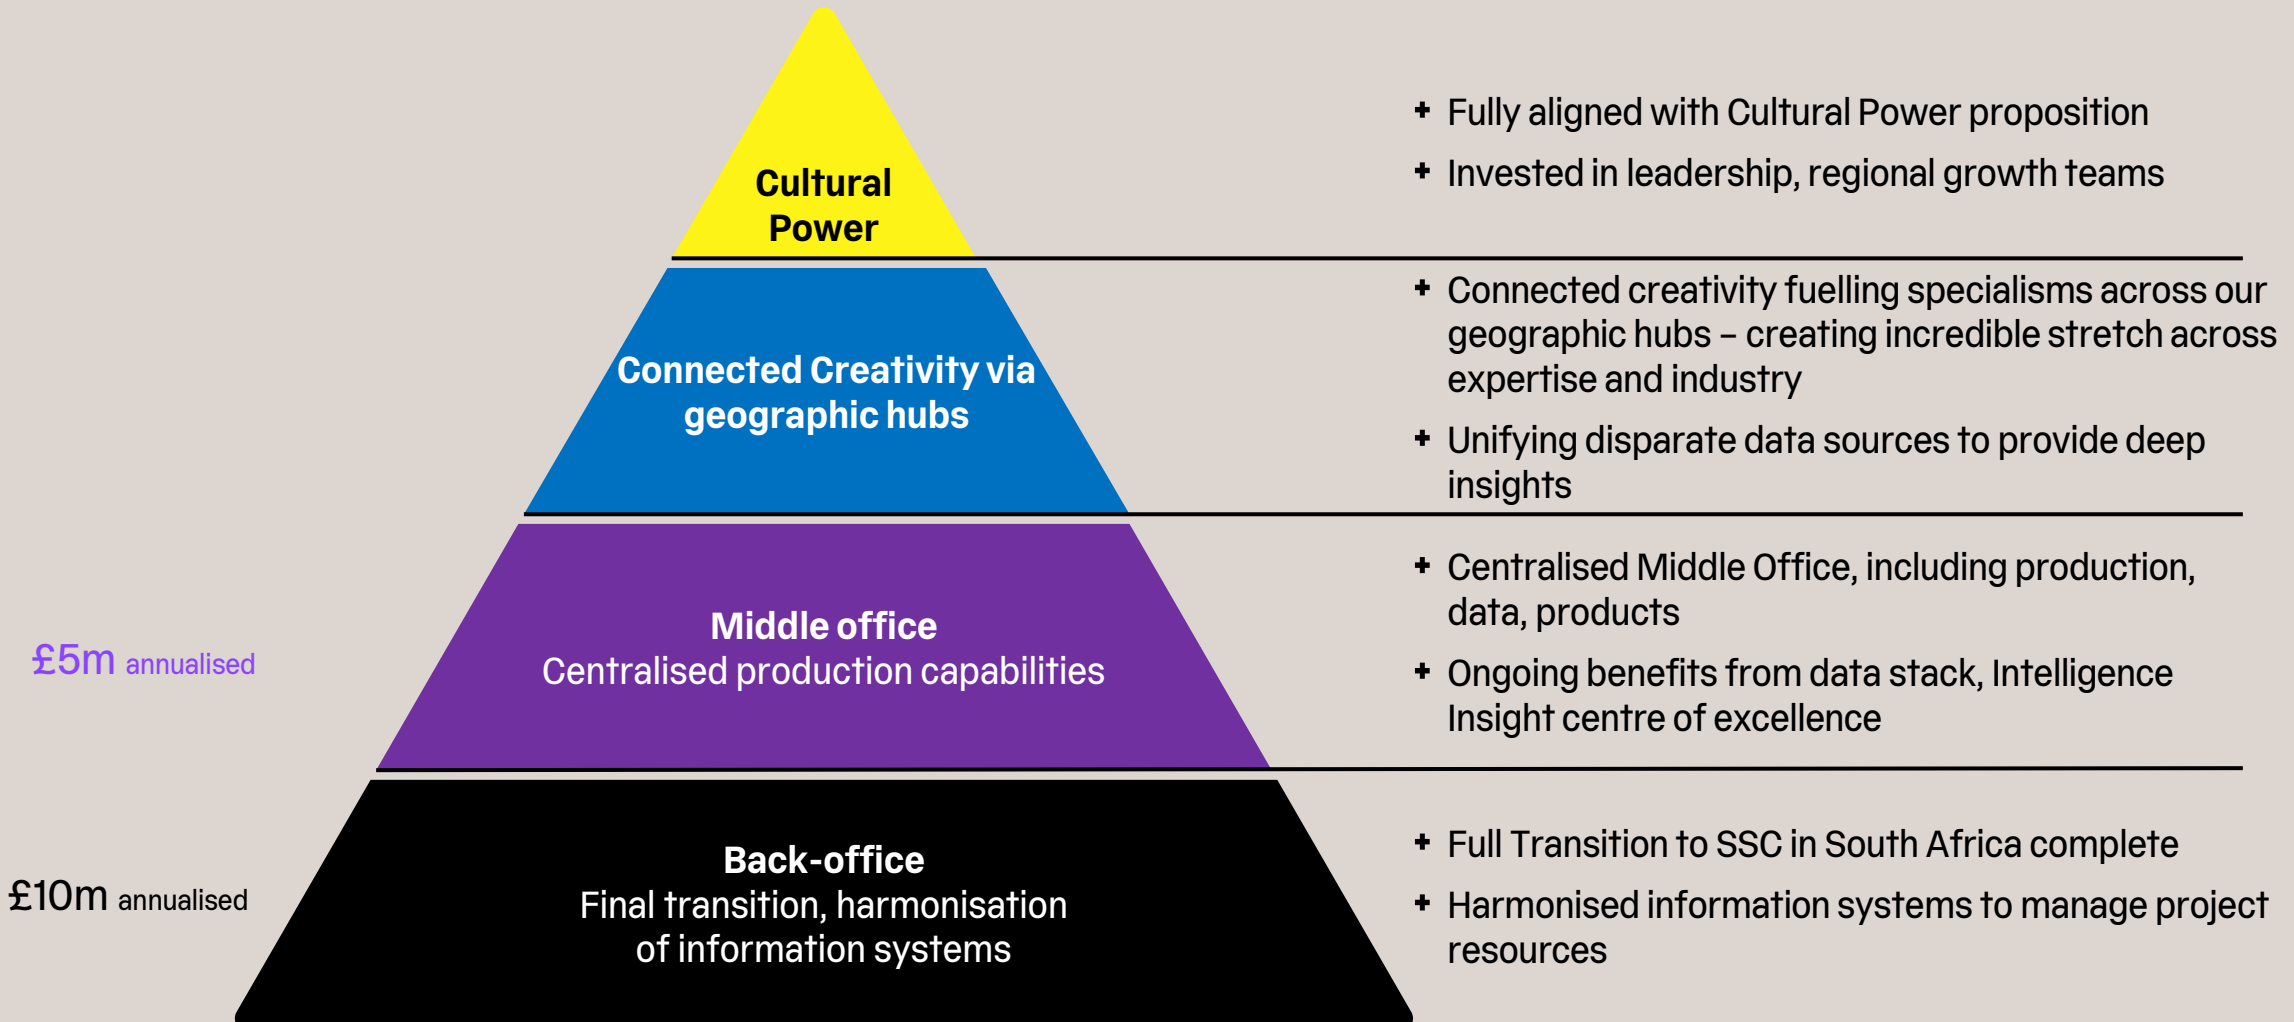 Cultural
Power
+ Fully aligned with Cultural Power proposition
+ Invested in leadership, regional growth teams
Connected Creativity via
geographic hubs
+ Connected creativity fuelling specialisms across our
geographic hubs – creating incredible stretch across
expertise and industry
+ Unifying disparate data sources to provide deep
insights
£5m annualised
Middle office
Centralised production capabilities
+ Centralised Middle Office, including production,
data, products
+ Ongoing benefits from data stack, Intelligence
Insight centre of excellence
£10m annualised
Back-office
Final transition, harmonisation
of information systems
+ Full Transition to SSC in South Africa complete
+ Harmonised information systems to manage project
resources